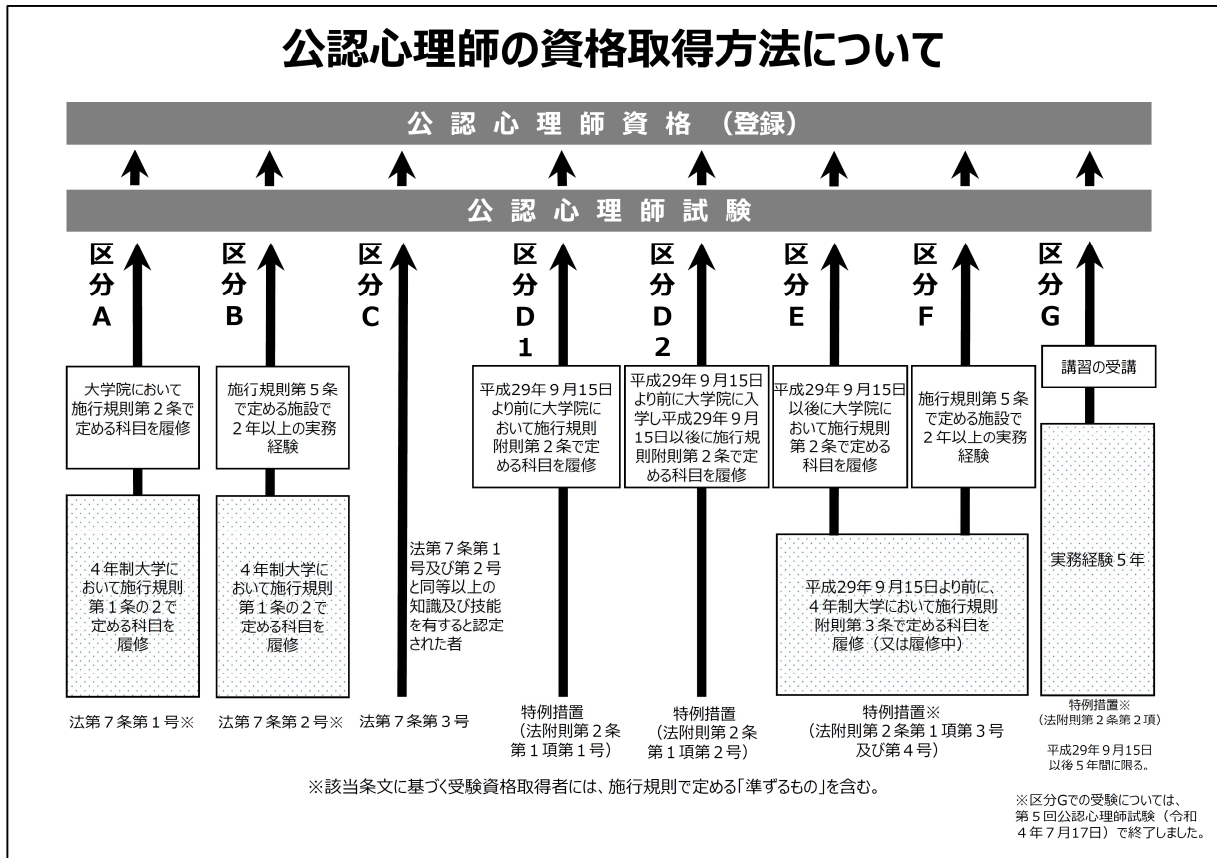 公認心理師の資格取得方法について
公 認 心 理 師 資 格 （登録）
公 認 心 理 師 試 験
区分A
大学院において
施行規則第２条で
定める科目を履修
４年制大学に
おいて施行規則
第１条の２で
定める科目を
履修
法第７条第１号※
区分B
施行規則第５条
で定める施設で
２年以上の実務
経験
４年制大学に
おいて施行規則
第１条の２で
定める科目を
履修
法第７条第２号※
区分C
法第７条第１
号及び第２号
と同等以上の
知識及び技能
を有すると認定
された者
法第７条第３号
区分D1
平成29年９月15日
より前に大学院に
おいて施行規則
附則第２条で定
める科目を履修
特例措置
（法附則第２条
第１項第１号）
区分D2
平成29年９月15日
より前に大学院に入
学し平成29年９月
15日以後に施行規
則附則第２条で定
める科目を履修
特例措置
（法附則第２条
第１項第２号）
区分E
平成29年９月15日
以後に大学院に
おいて施行規則
第２条で定める
科目を履修
区分F
施行規則第５条
で定める施設で
２年以上の実務
経験
平成29年９月15日より前に、
４年制大学において施行規則
附則第３条で定める科目を
履修（又は履修中）
特例措置※
（法附則第２条第１項第３号
及び第４号）
区分G
講習の受講
実務経験５年
特例措置※
（法附則第２条第２項）
平成29年９月15日
以後５年間に限る。
※該当条文に基づく受験資格取得者には、施行規則で定める「準ずるもの」を含む。
※区分Gでの受験については、
第５回公認心理師試験（令和
４年７月17日）で終了しました。